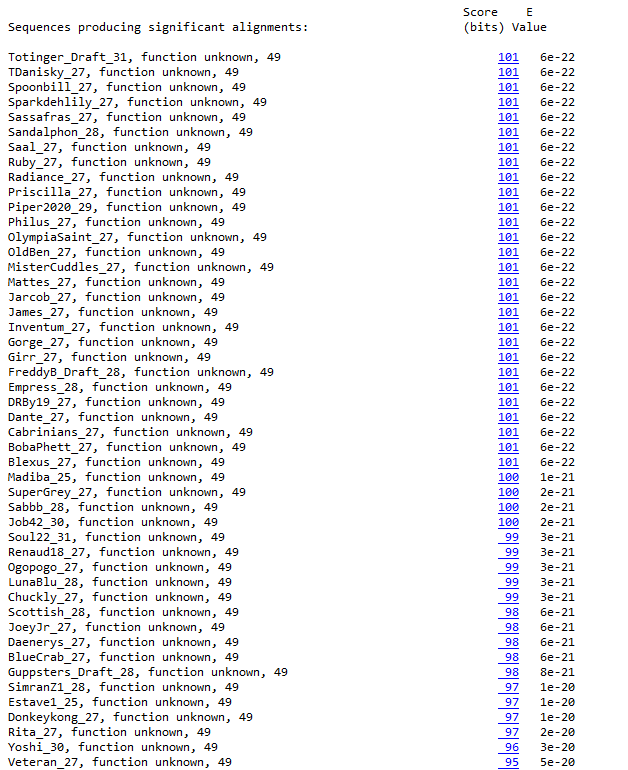 Score E
Sequences producing significant alignments: (bits) Value
Totinger_Draft_31, function unknown, 49 101 6e-22
TDanisky_27, function unknown, 49 101 6e-22
Spoonbill_27, function unknown, 49 101 6e-22
Sparkdehlily_27, function unknown, 49 101 6e-22
Sassafras_27, function unknown, 49 101 6e-22
Sandalphon_28, function unknown, 49 101 6e-22
Saal_27, function unknown, 49 101 6e-22
Ruby_27, function unknown, 49 101 6e-22
Radiance_27, function unknown, 49 101 6e-22
Priscilla_27, function unknown, 49 101 6e-22
Piper2020_29, function unknown, 49 101 6e-22
Philus_27, function unknown, 49 101 6e-22
OlympiaSaint_27, function unknown, 49 101 6e-22
OldBen_27, function unknown, 49 101 6e-22
MisterCuddles_27, function unknown, 49 101 6e-22
Mattes_27, function unknown, 49 101 6e-22
Jarcob_27, function unknown, 49 101 6e-22
James_27, function unknown, 49 101 6e-22
Inventum_27, function unknown, 49 101 6e-22
Gorge_27, function unknown, 49 101 6e-22
Girr_27, function unknown, 49 101 6e-22
FreddyB_Draft_28, function unknown, 49 101 6e-22
Empress_28, function unknown, 49 101 6e-22
DRBy19_27, function unknown, 49 101 6e-22
Dante_27, function unknown, 49 101 6e-22
Cabrinians_27, function unknown, 49 101 6e-22
BobaPhett_27, function unknown, 49 101 6e-22
Blexus_27, function unknown, 49 101 6e-22
Madiba_25, function unknown, 49 100 1e-21
SuperGrey_27, function unknown, 49 100 2e-21
Sabbb_28, function unknown, 49 100 2e-21
Job42_30, function unknown, 49 100 2e-21
Soul22_31, function unknown, 49 99 3e-21
Renaud18_27, function unknown, 49 99 3e-21
Ogopogo_27, function unknown, 49 99 3e-21
LunaBlu_28, function unknown, 49 99 3e-21
Chuckly_27, function unknown, 49 99 3e-21
Scottish_28, function unknown, 49 98 6e-21
JoeyJr_27, function unknown, 49 98 6e-21
Daenerys_27, function unknown, 49 98 6e-21
BlueCrab_27, function unknown, 49 98 6e-21
Guppsters_Draft_28, function unknown, 49 98 8e-21
SimranZ1_28, function unknown, 49 97 1e-20
Estave1_25, function unknown, 49 97 1e-20
Donkeykong_27, function unknown, 49 97 1e-20
Rita_27, function unknown, 49 97 2e-20
Yoshi_30, function unknown, 49 96 3e-20
Veteran_27, function unknown, 49 95 5e-20